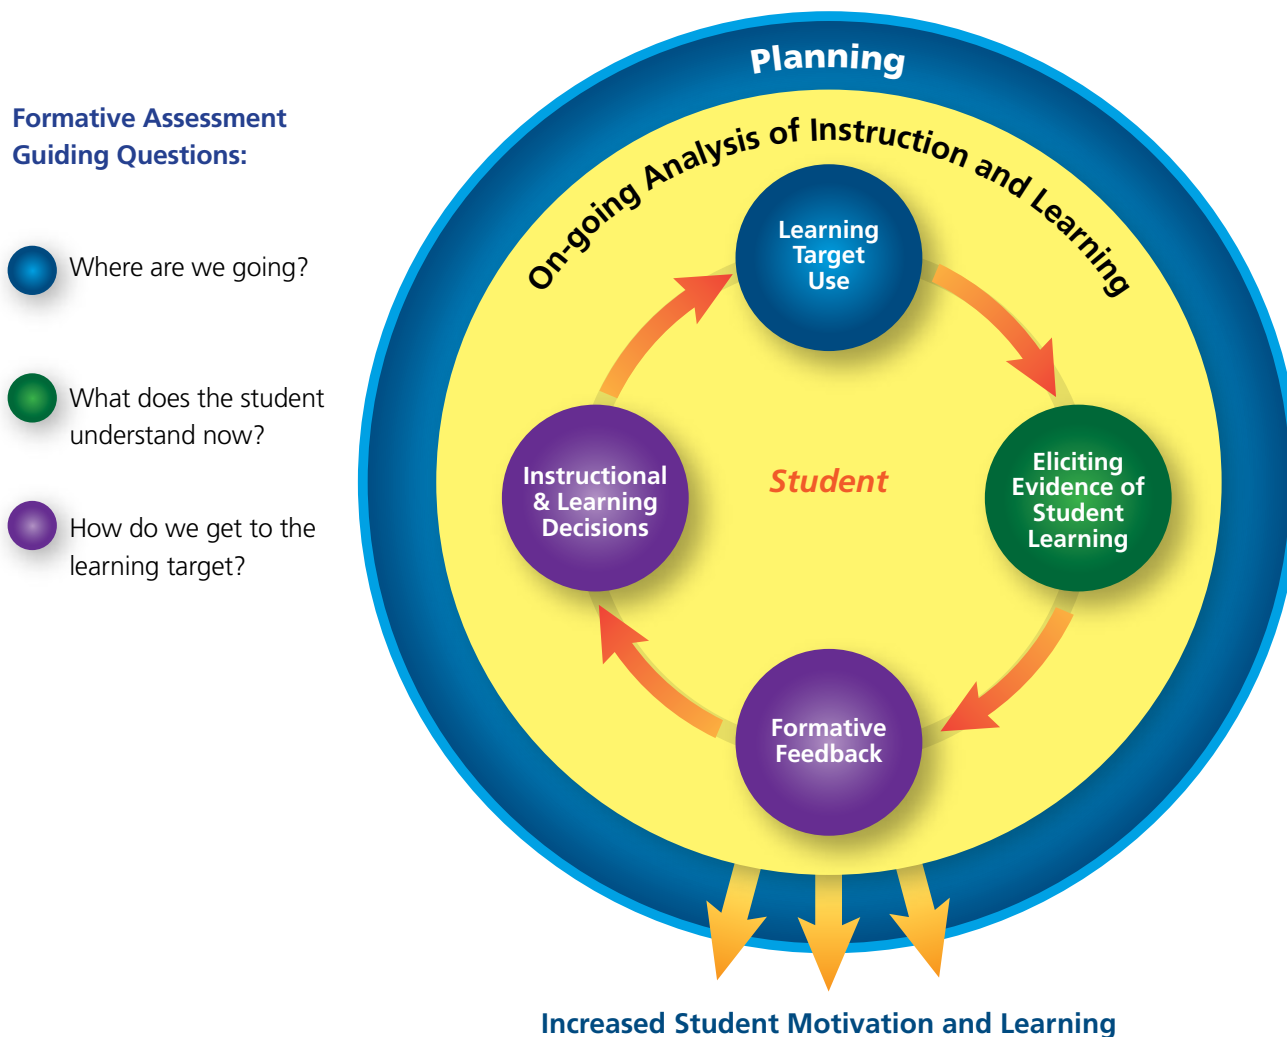 Formative Assessment
Guiding Questions:
Where are we going?
What does the student
understand now?
How do we get to the
learning target?
Planning
On-going Analysis of Instruction and Learning
Learning
Target
Use
Eliciting
Evidence of
Student
Learning
Formative
Feedback
Instructional
& Learning
Decisions
Student
Increased Student Motivation and Learning